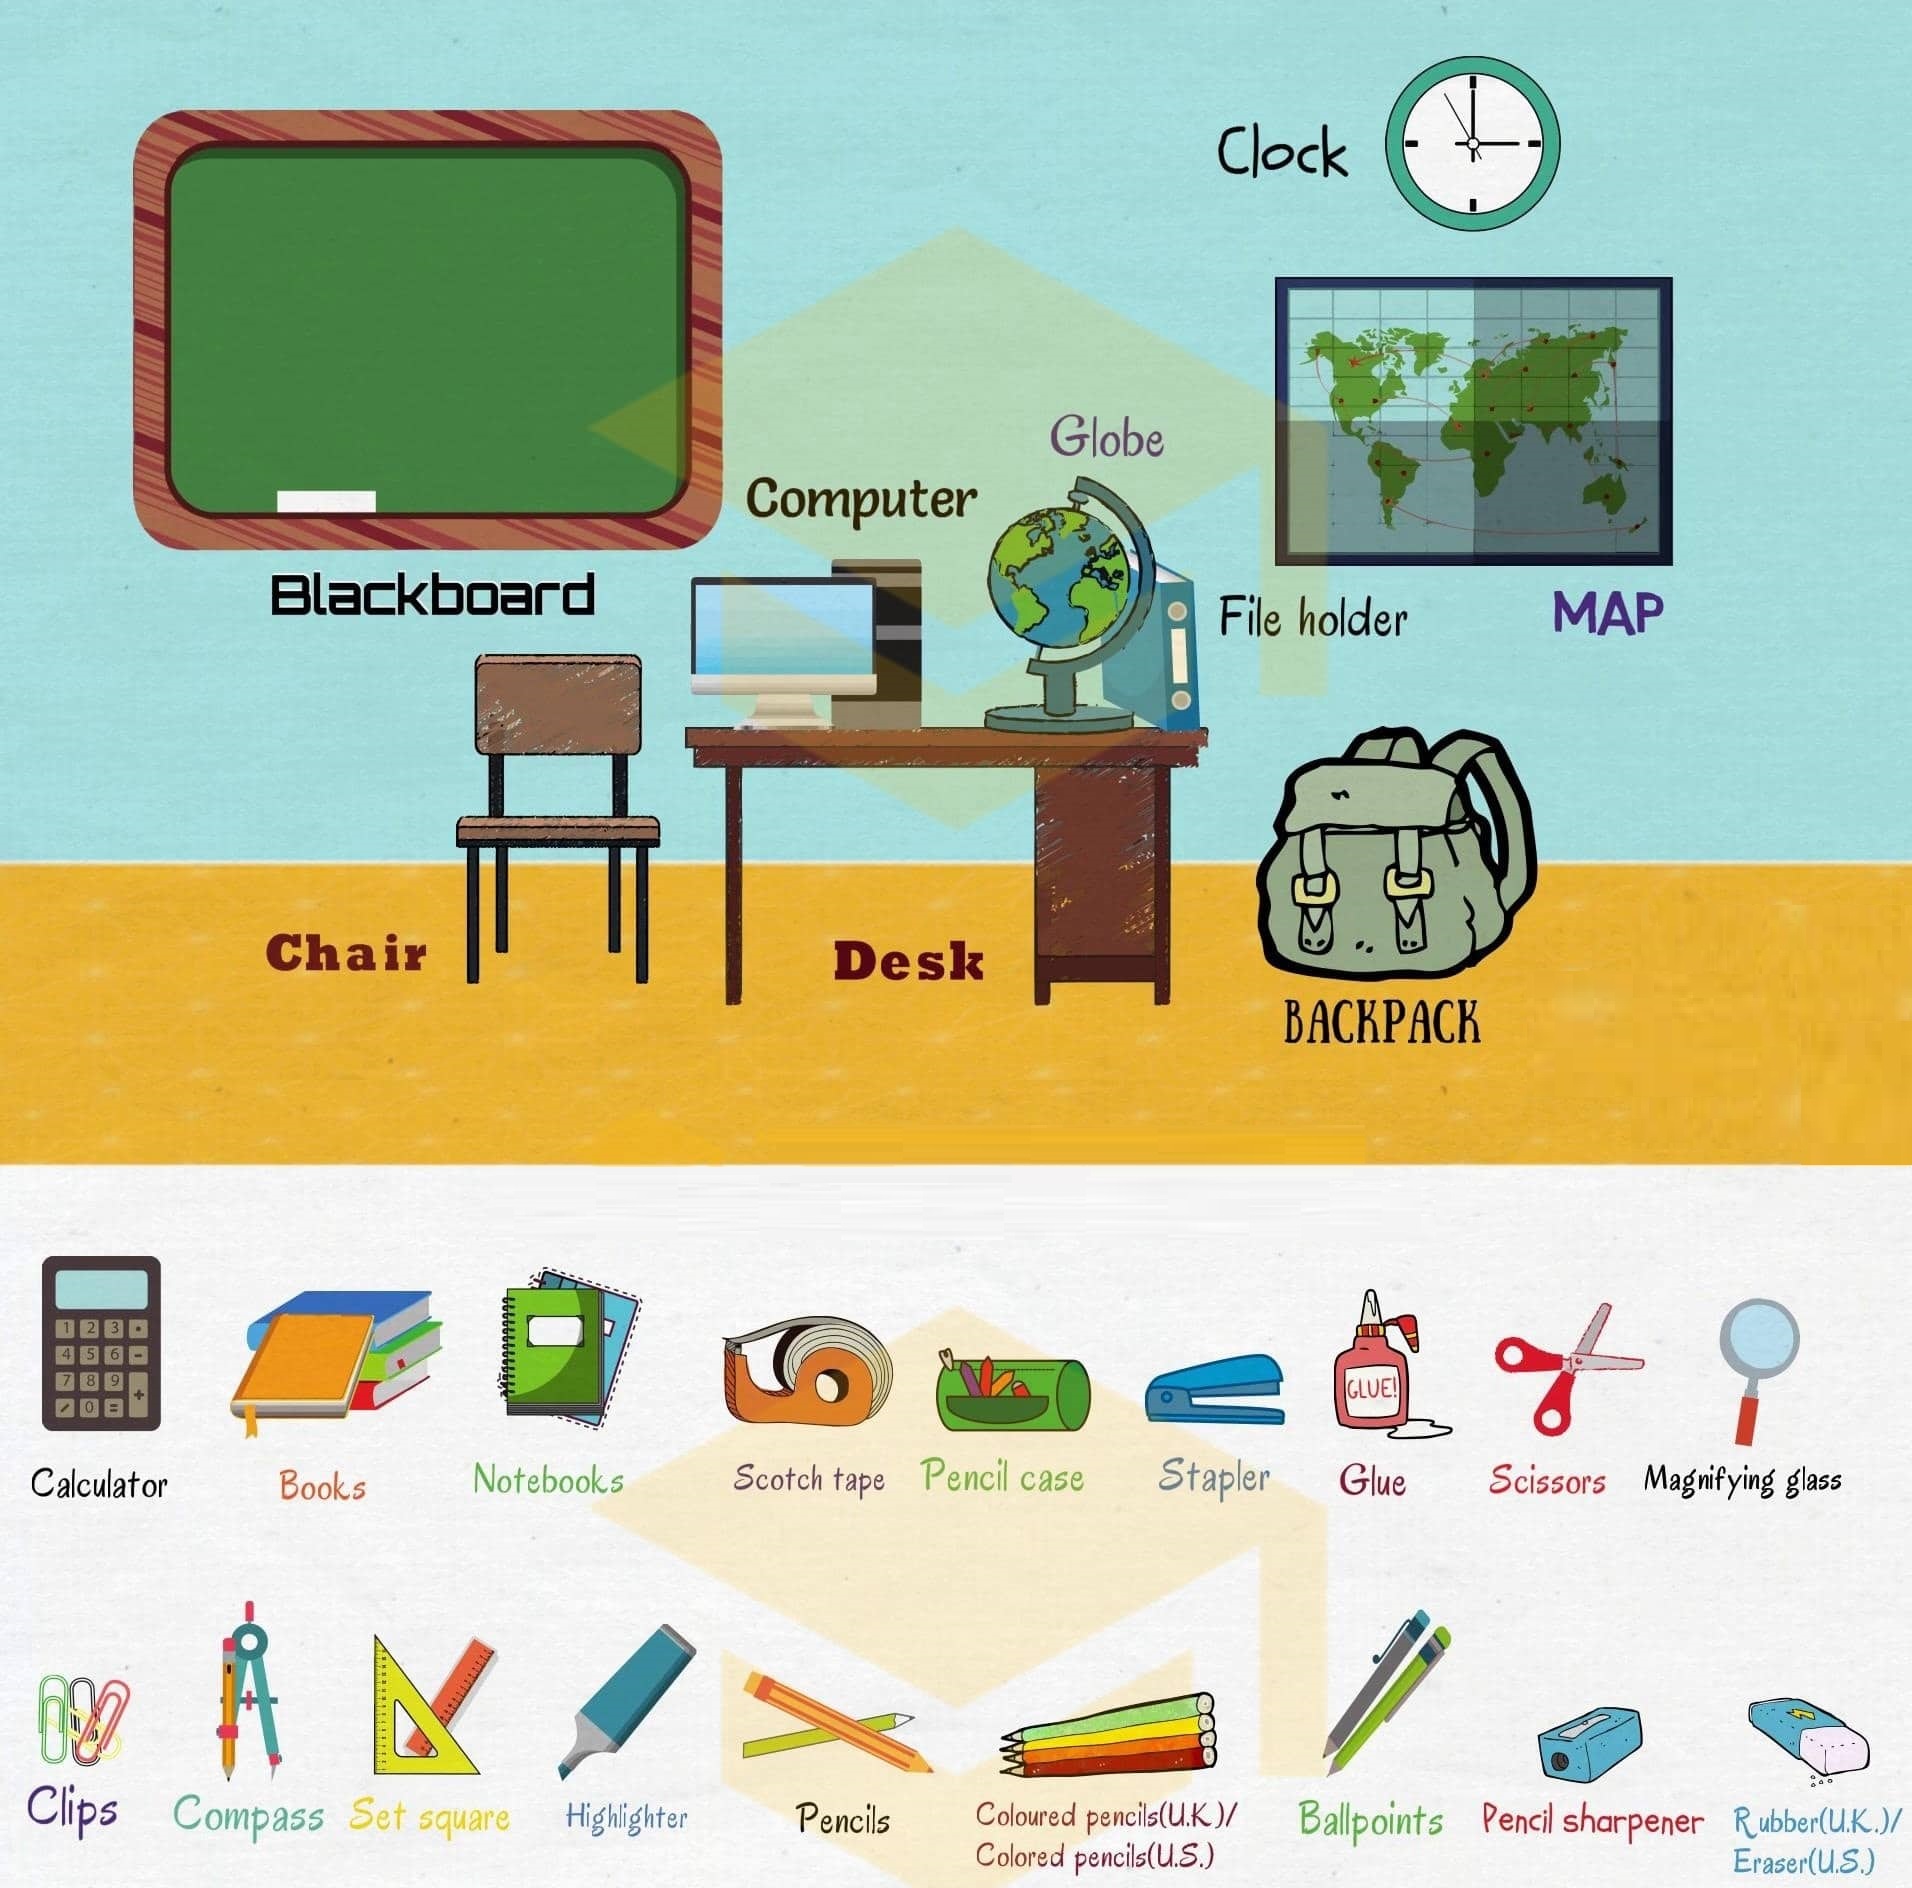 Clock
Globe
Computer
Blackboard
File holder
MAP
Chair
Desk
BACKPACK
1 2 3 •
4 5 6 -
7 8 9 +
0 =
GLUE!
Calculator
Books
Notebooks
Scotch tape
Pencil case
Stapler
Glue
Scissors
Magnifying glass
Clips
Compass
Set square
Highlighter
Pencils
Coloured pencils(U.K.)/
Colored pencils(U.S.)
Ballpoints
Pencil sharpener
Rubber(U.K.)/
Eraser(U.S.)